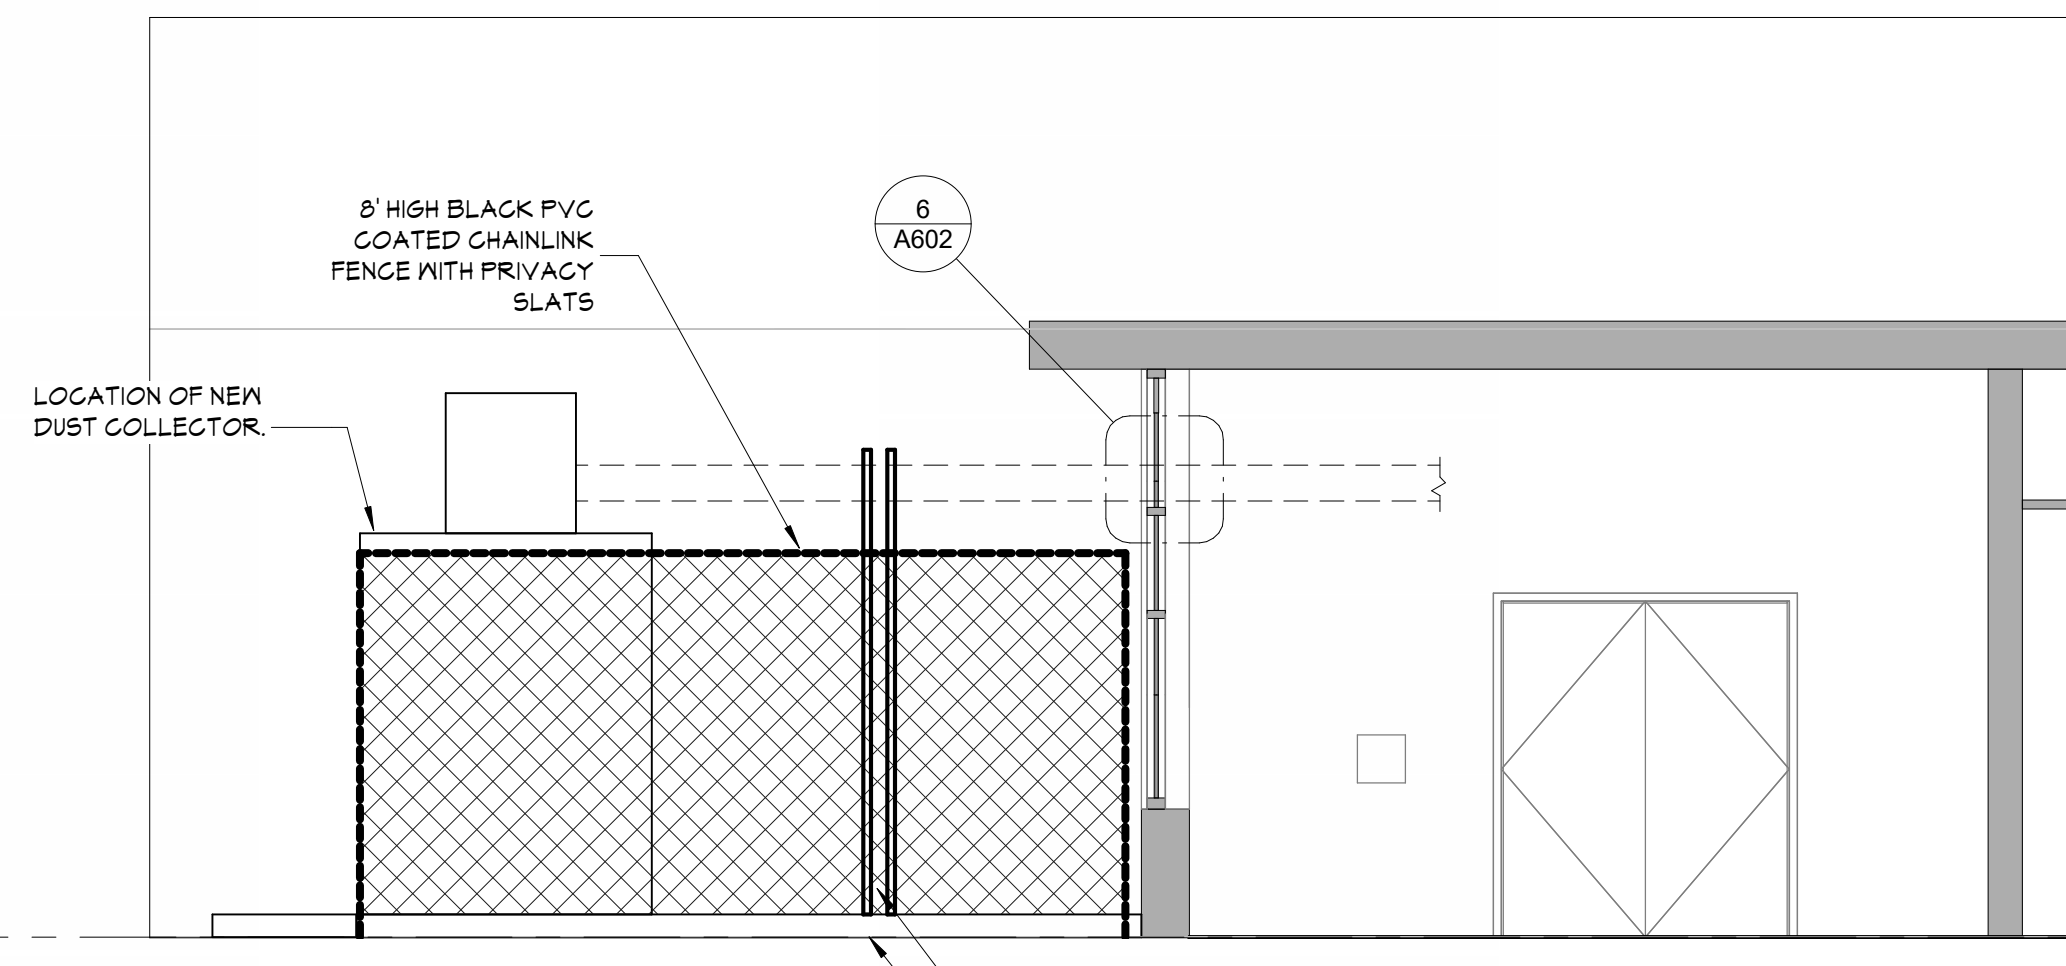 8' HIGH BLACK PVC
COATED CHAINLINK
FENCE WITH PRIVACY
SLATS
6
A602
LOCATION OF NEW
DUST COLLECTOR.